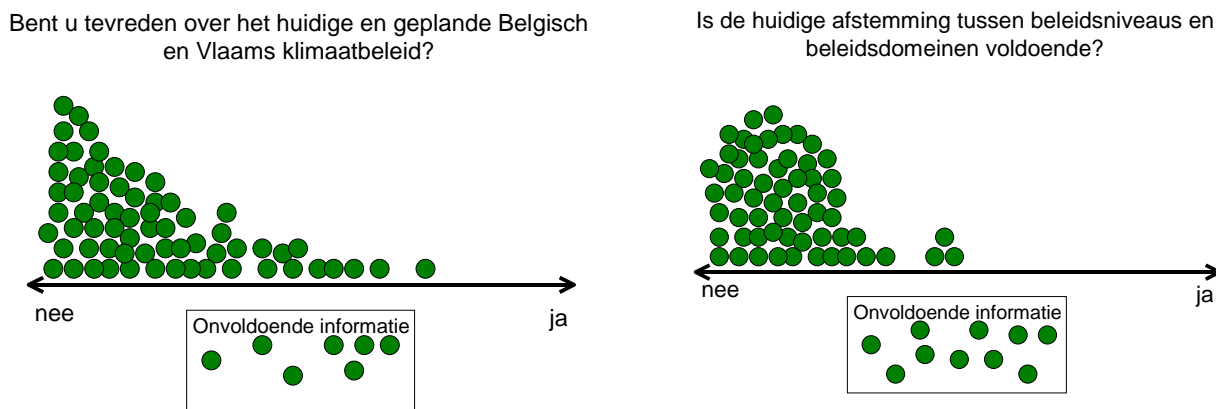 Bent u tevreden over het huidige en geplande Belgisch
en Vlaams klimaatbeleid?
nee
ja
Onvoldoende informatie
Is de huidige afstemming tussen beleidsniveaus en
beleidsdomeinen voldoende?
nee
ja
Onvoldoende informatie